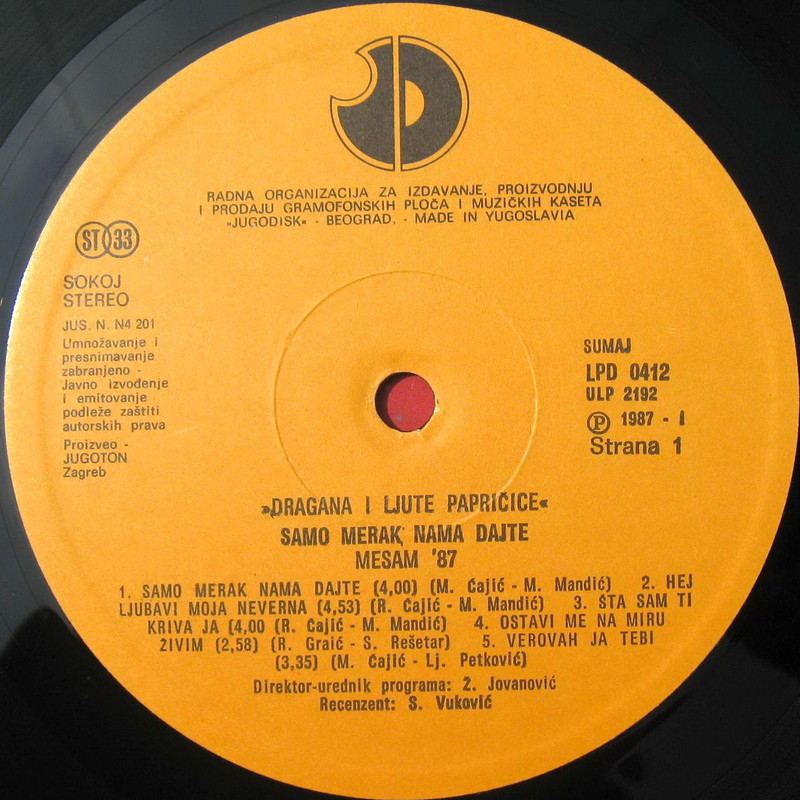 RADNA ORGANIZACIJA ZA IZDAVANJE, PROIZVODNJU
I PRODAJU GRAMOFONSKIH PLOČA I MUZIČKIH KASETA
»JUGODISK« - BEOGRAD, - MADE IN YUGOSLAVIA
ST 33
SOKOJ
STEREO
JUS. N. N4 201
Umnožavanje i
presnimavanje
zabranjeno -
Javno izvođenje
i emitovanje
podleže zaštiti
autorskih prava
Proizveo -
JUGOTON
Zagreb
SUMAJ
LPD 0412
ULP 2192
Ⓟ 1987 - I
Strana 1
»DRAGANA I LJUTE PAPRIČICE«
SAMO MERAK NAMA DAJTE
MESAM '87
1. SAMO MERAK NAMA DAJTE (4,00) (M. Ćajić - M. Mandić) 2. HEJ
LJUBAVI MOJA NEVERNA (4,53) (R. Ćajić - M. Mandić) 3. ŠTA SAM TI
KRIVA JA (4,00 (R. Ćajić - M. Mandić) 4. OSTAVI ME NA MIRU
ŽIVIM (2,58) (R. Graić - S. Rešetar) 5. VEROVAH JA TEBI
(3,35) (M. Ćajić - Lj. Petković)
Direktor-urednik programa: Ž. Jovanović
Recenzent: S. Vuković